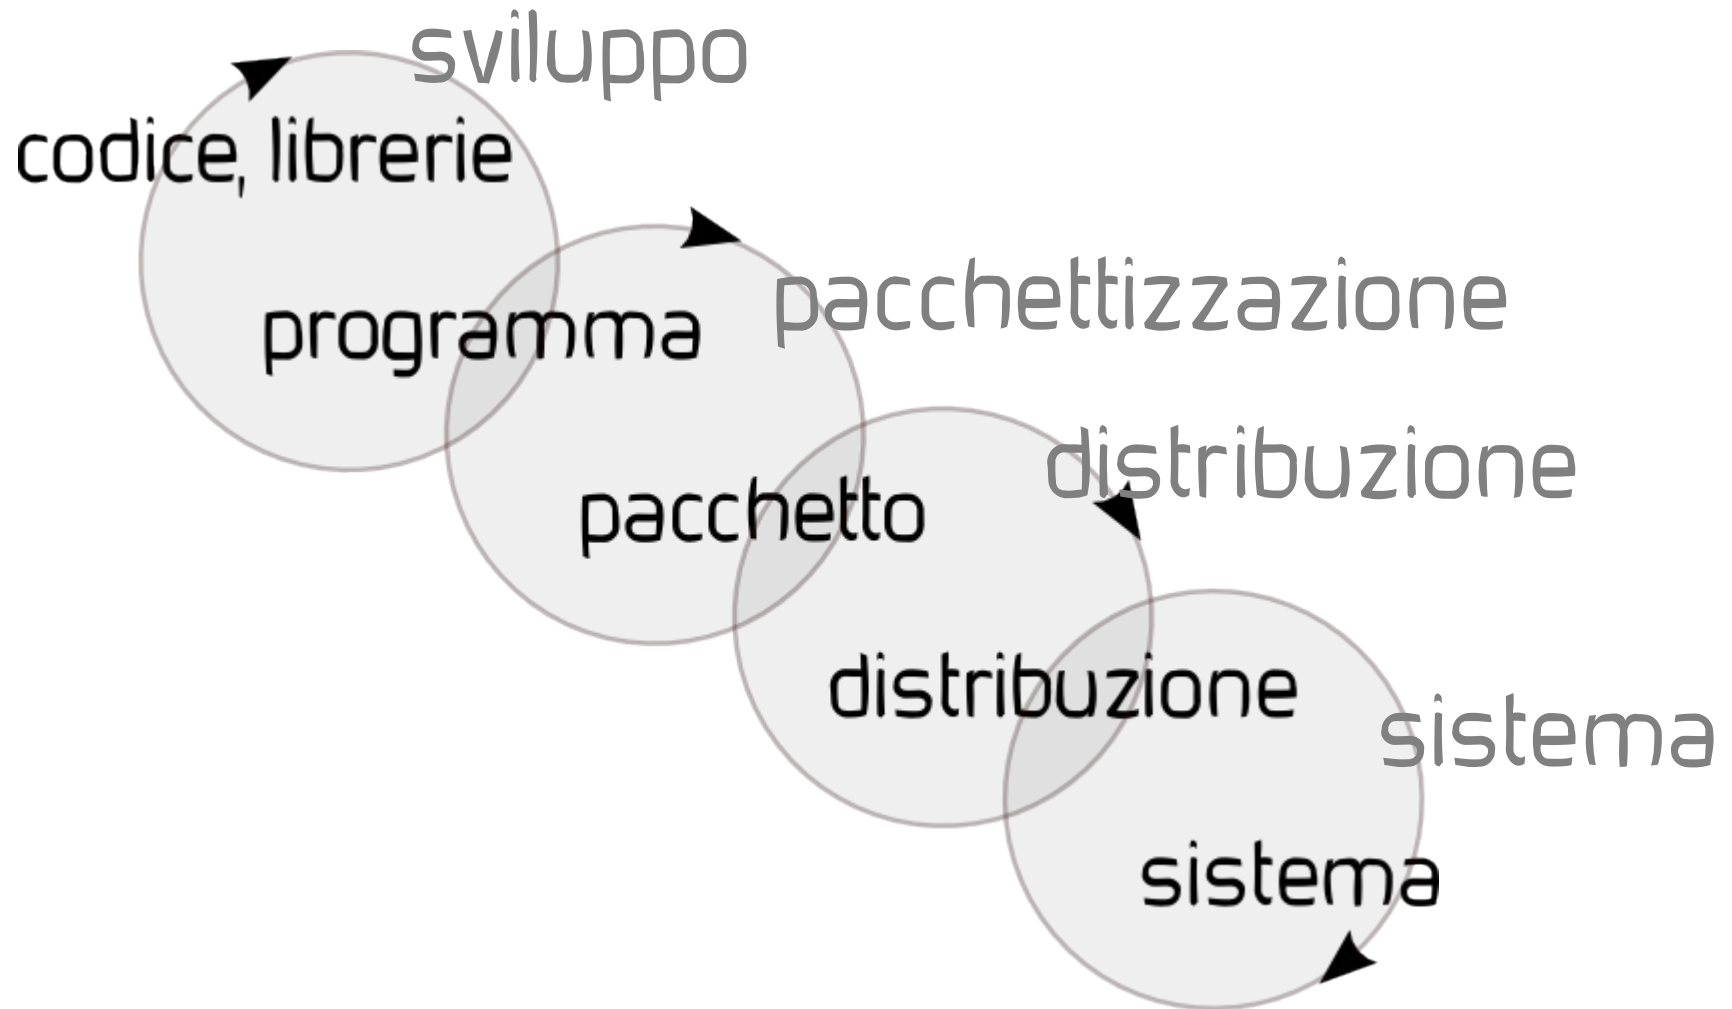 sviluppo
codice, librerie
pacchettizzazione
programma
distribuzione
pacchetto
distribuzione
sistema
sistema